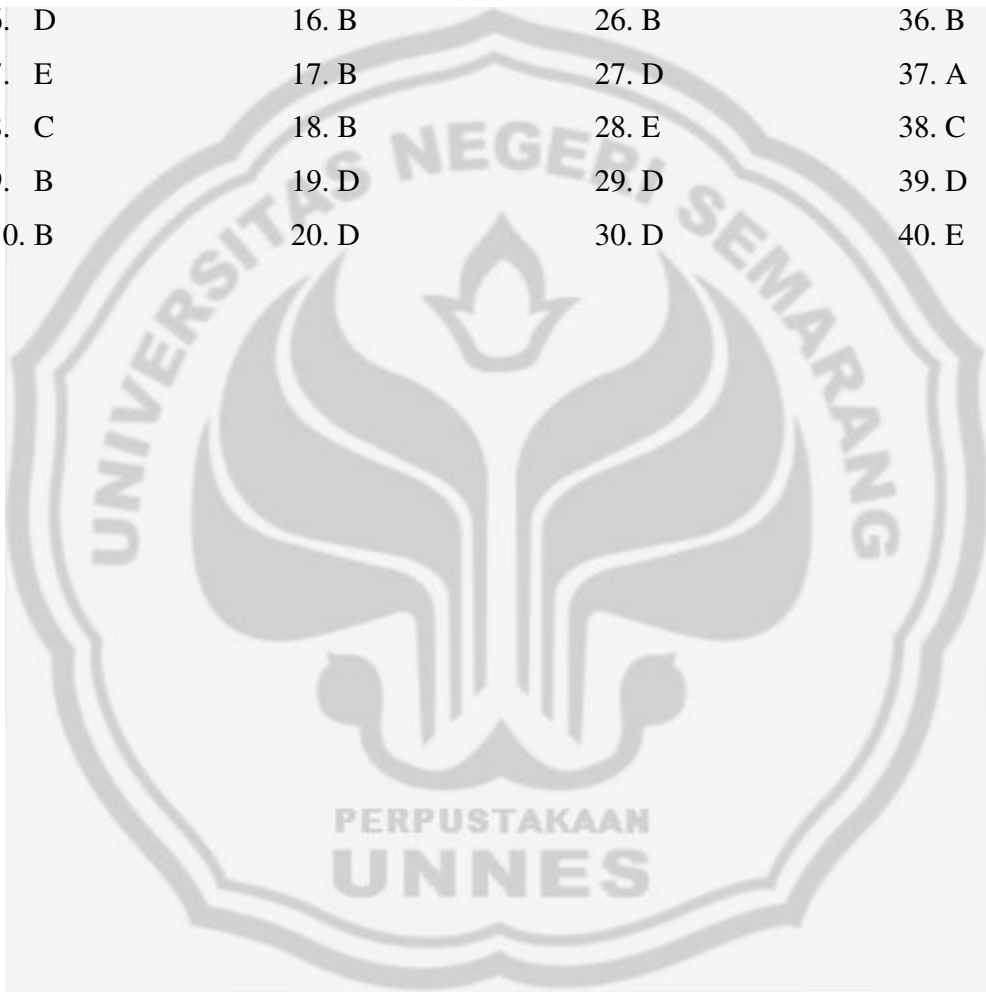 . D 16. B 26. B 36. B
. E 17. B 27. D 37. A
. C 18. B 28. E 38. C
. B 19. D 29. D 39. D
0. B 20. D 30. D 40. E
UNIVERSITAS NEGERI SEMARANG
PERPUSTAKAAN
UNNES